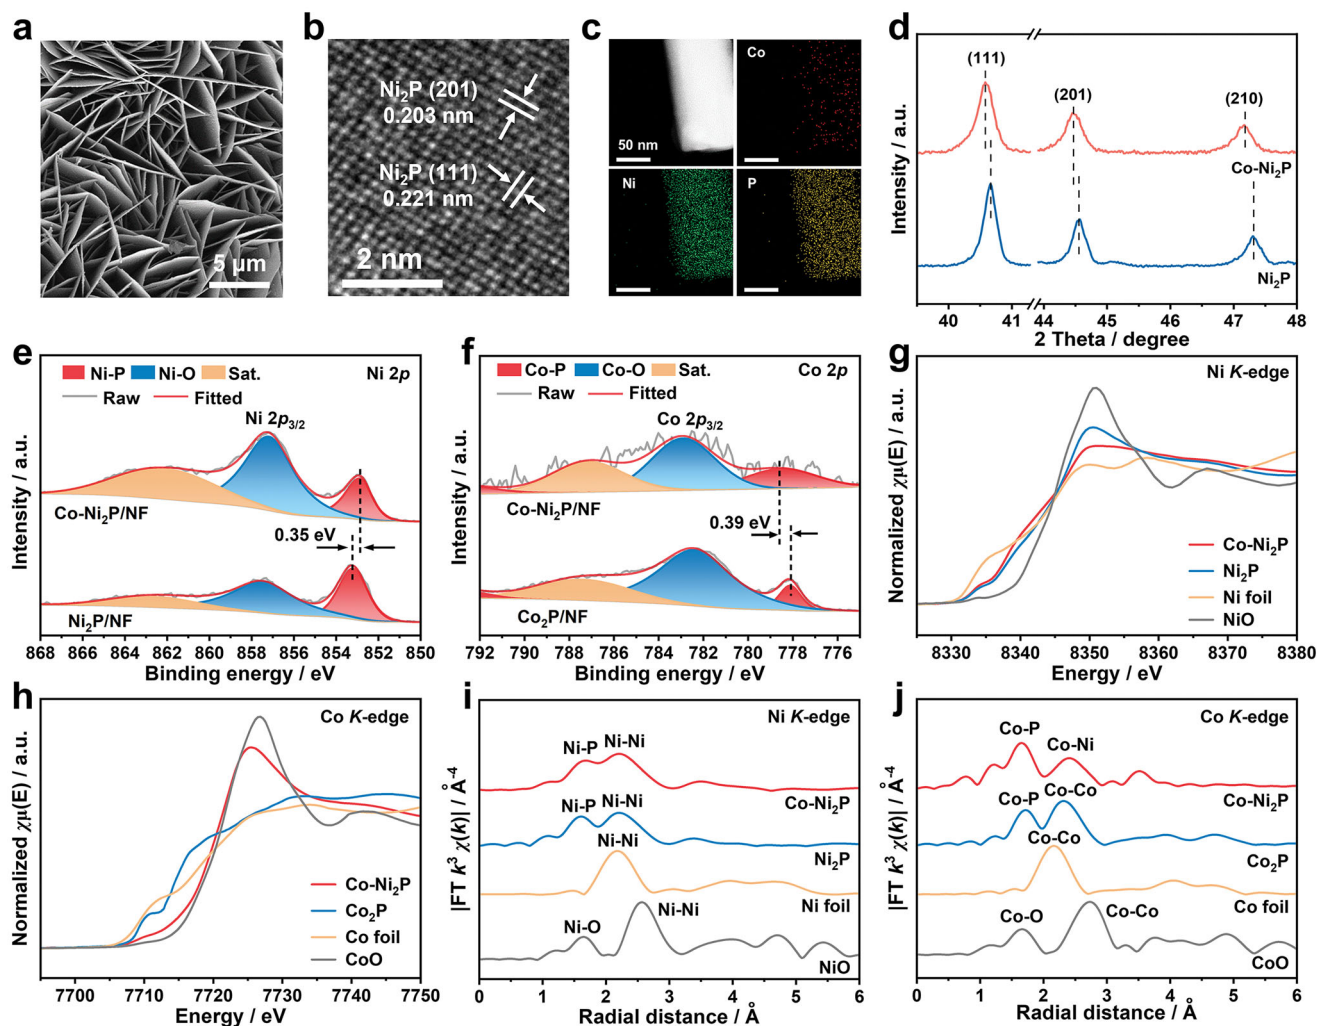 a
5 μm
b
Ni₂P (201)
0.203 nm
Ni₂P (111)
0.221 nm
2 nm
c
50 nm
Co
Ni
P
d
(111)
(201)
(210)
Co-Ni₂P
Ni₂P
Intensity / a.u.
40 41 44 45 46 47 48
2 Theta / degree
e
Ni-P Ni-O Sat.
Raw Fitted
Ni 2p
Ni 2p₃/₂
Co-Ni₂P/NF
0.35 eV
Ni₂P/NF
Intensity / a.u.
868 866 864 862 860 858 856 854 852 850
Binding energy / eV
f
Co-P Co-O Sat.
Raw Fitted
Co 2p
Co 2p₃/₂
Co-Ni₂P/NF
0.39 eV
Co₂P/NF
Intensity / a.u.
792 790 788 786 784 782 780 778 776
Binding energy / eV
g
Ni K-edge
Co-Ni₂P
Ni₂P
Ni foil
NiO
Normalized χμ(E) / a.u.
8330 8340 8350 8360 8370 8380
Energy / eV
h
Co K-edge
Co-Ni₂P
Co₂P
Co foil
CoO
Normalized χμ(E) / a.u.
7700 7710 7720 7730 7740 7750
Energy / eV
i
Ni K-edge
Ni-P Ni-Ni
Co-Ni₂P
Ni-P Ni-Ni
Ni₂P
Ni-Ni
Ni foil
Ni-O Ni-Ni
NiO
|FT k³ χ(k)| / Å⁻⁴
0 1 2 3 4 5 6
Radial distance / Å
j
Co K-edge
Co-P Co-Ni
Co-Ni₂P
Co-P Co-Co
Co₂P
Co-Co
Co foil
Co-O Co-Co
CoO
|FT k³ χ(k)| / Å⁻⁴
0 1 2 3 4 5 6
Radial distance / Å